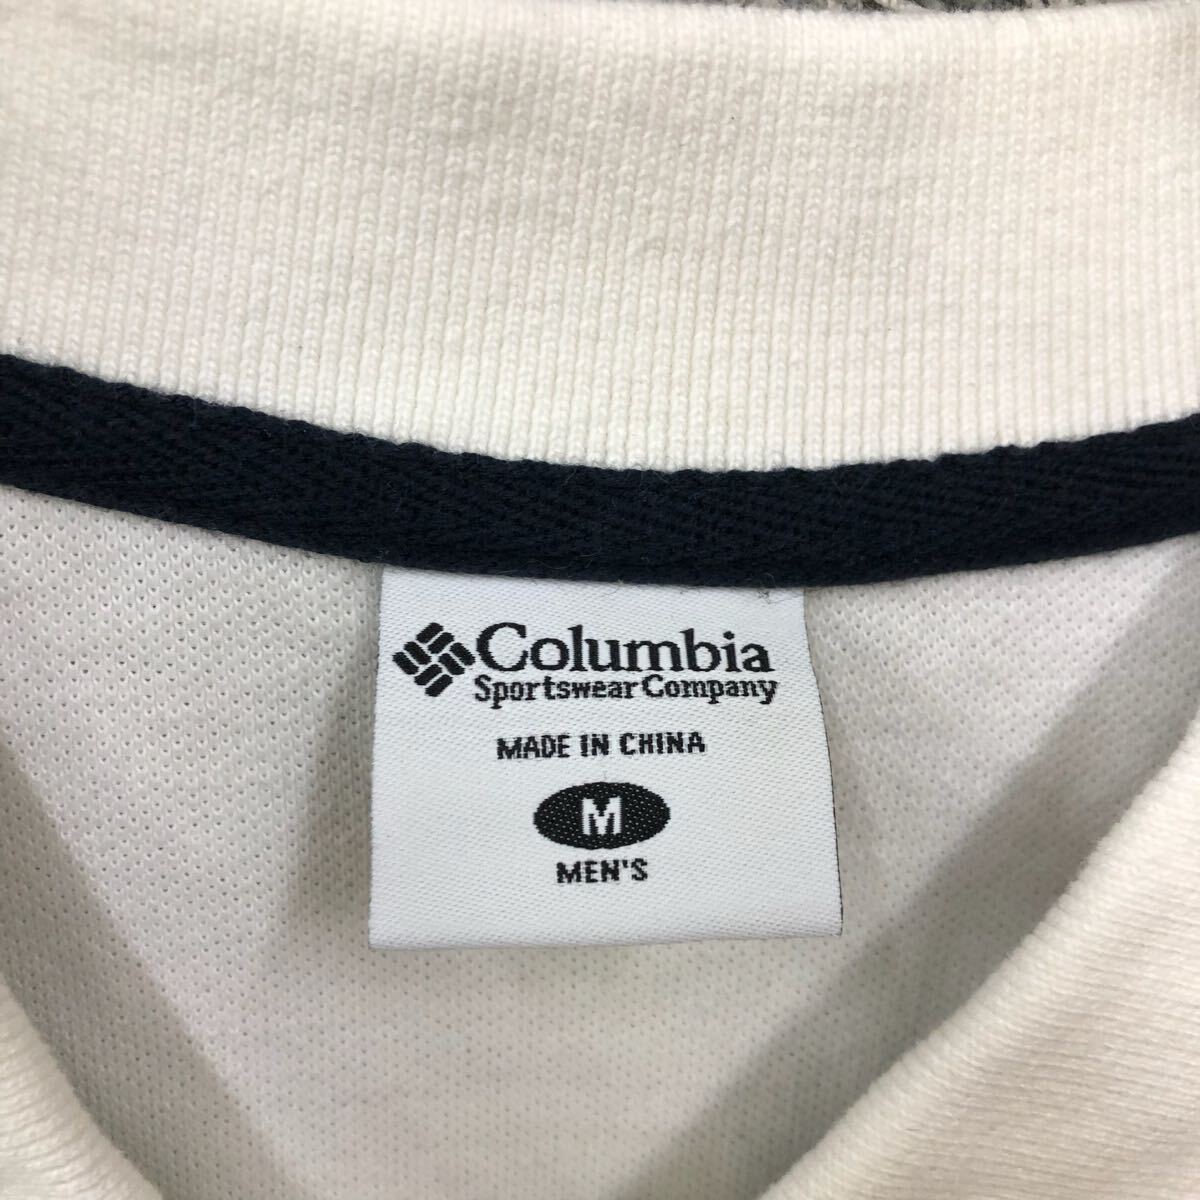 Columbia
Sportswear Company
MADE IN CHINA
M
MEN'S